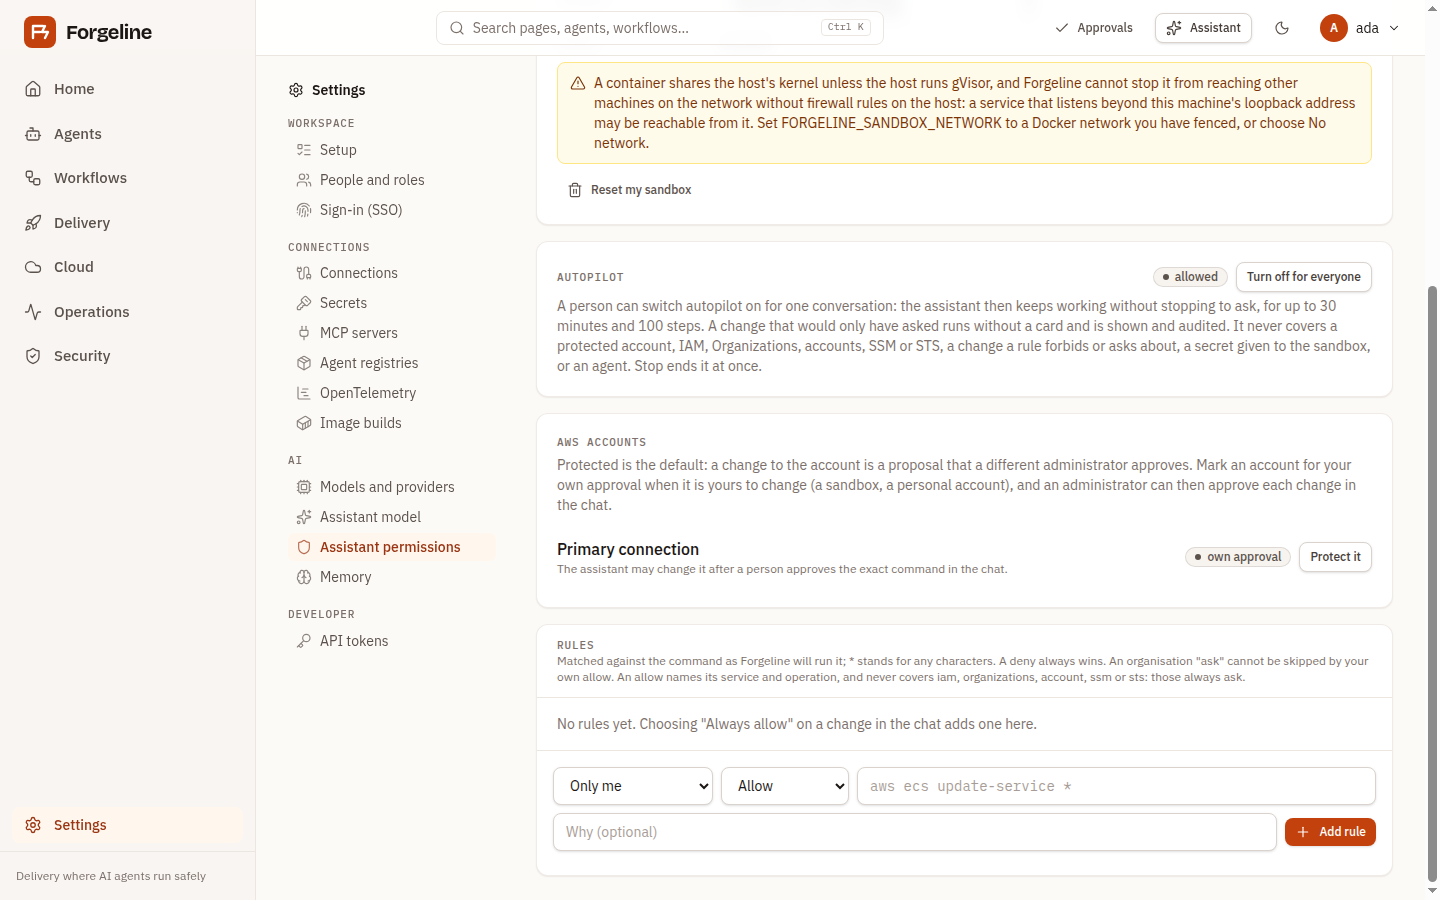 Forgeline
Search pages, agents, workflows...
Ctrl K
Approvals
Assistant
A
ada
Home
Agents
Workflows
Delivery
Cloud
Operations
Security
Settings
Delivery where AI agents run safely
Settings
WORKSPACE
Setup
People and roles
Sign-in (SSO)
CONNECTIONS
Connections
Secrets
MCP servers
Agent registries
OpenTelemetry
Image builds
AI
Models and providers
Assistant model
Assistant permissions
Memory
DEVELOPER
API tokens
A container shares the host's kernel unless the host runs gVisor, and Forgeline cannot stop it from reaching other
machines on the network without firewall rules on the host: a service that listens beyond this machine's loopback address
may be reachable from it. Set FORGELINE_SANDBOX_NETWORK to a Docker network you have fenced, or choose No
network.
Reset my sandbox
AUTOPILOT
allowed
Turn off for everyone
A person can switch autopilot on for one conversation: the assistant then keeps working without stopping to ask, for up to 30
minutes and 100 steps. A change that would only have asked runs without a card and is shown and audited. It never covers a
protected account, IAM, Organizations, accounts, SSM or STS, a change a rule forbids or asks about, a secret given to the sandbox,
or an agent. Stop ends it at once.
AWS ACCOUNTS
Protected is the default: a change to the account is a proposal that a different administrator approves. Mark an account for your
own approval when it is yours to change (a sandbox, a personal account), and an administrator can then approve each change in
the chat.
Primary connection
The assistant may change it after a person approves the exact command in the chat.
own approval
Protect it
RULES
Matched against the command as Forgeline will run it; * stands for any characters. A deny always wins. An organisation "ask" cannot be skipped by your
own allow. An allow names its service and operation, and never covers iam, organizations, account, ssm or sts: those always ask.
No rules yet. Choosing "Always allow" on a change in the chat adds one here.
Only me
Allow
aws ecs update-service *
Why (optional)
Add rule